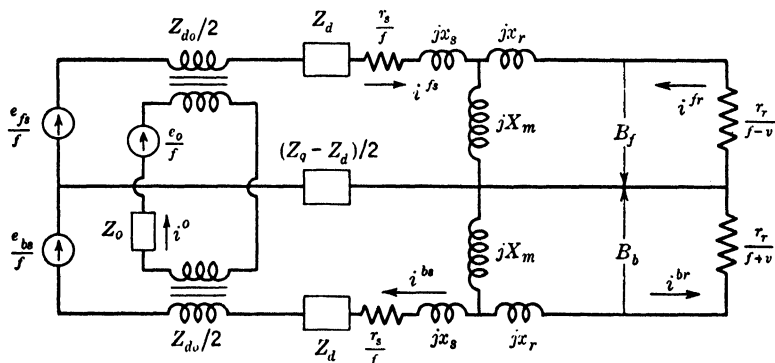 Z_{do}/2
Z_d
r_s/f
jx_s
jx_r
i^{fs}
i^{fr}
e_{fs}/f
e_o/f
jX_m
B_f
r_r/f-v
(Z_q - Z_d)/2
Z_o
i^o
e_{bs}/f
jX_m
B_b
r_r/f+v
i^{bs}
i^{br}
Z_{do}/2
Z_d
r_s/f
jx_s
jx_r